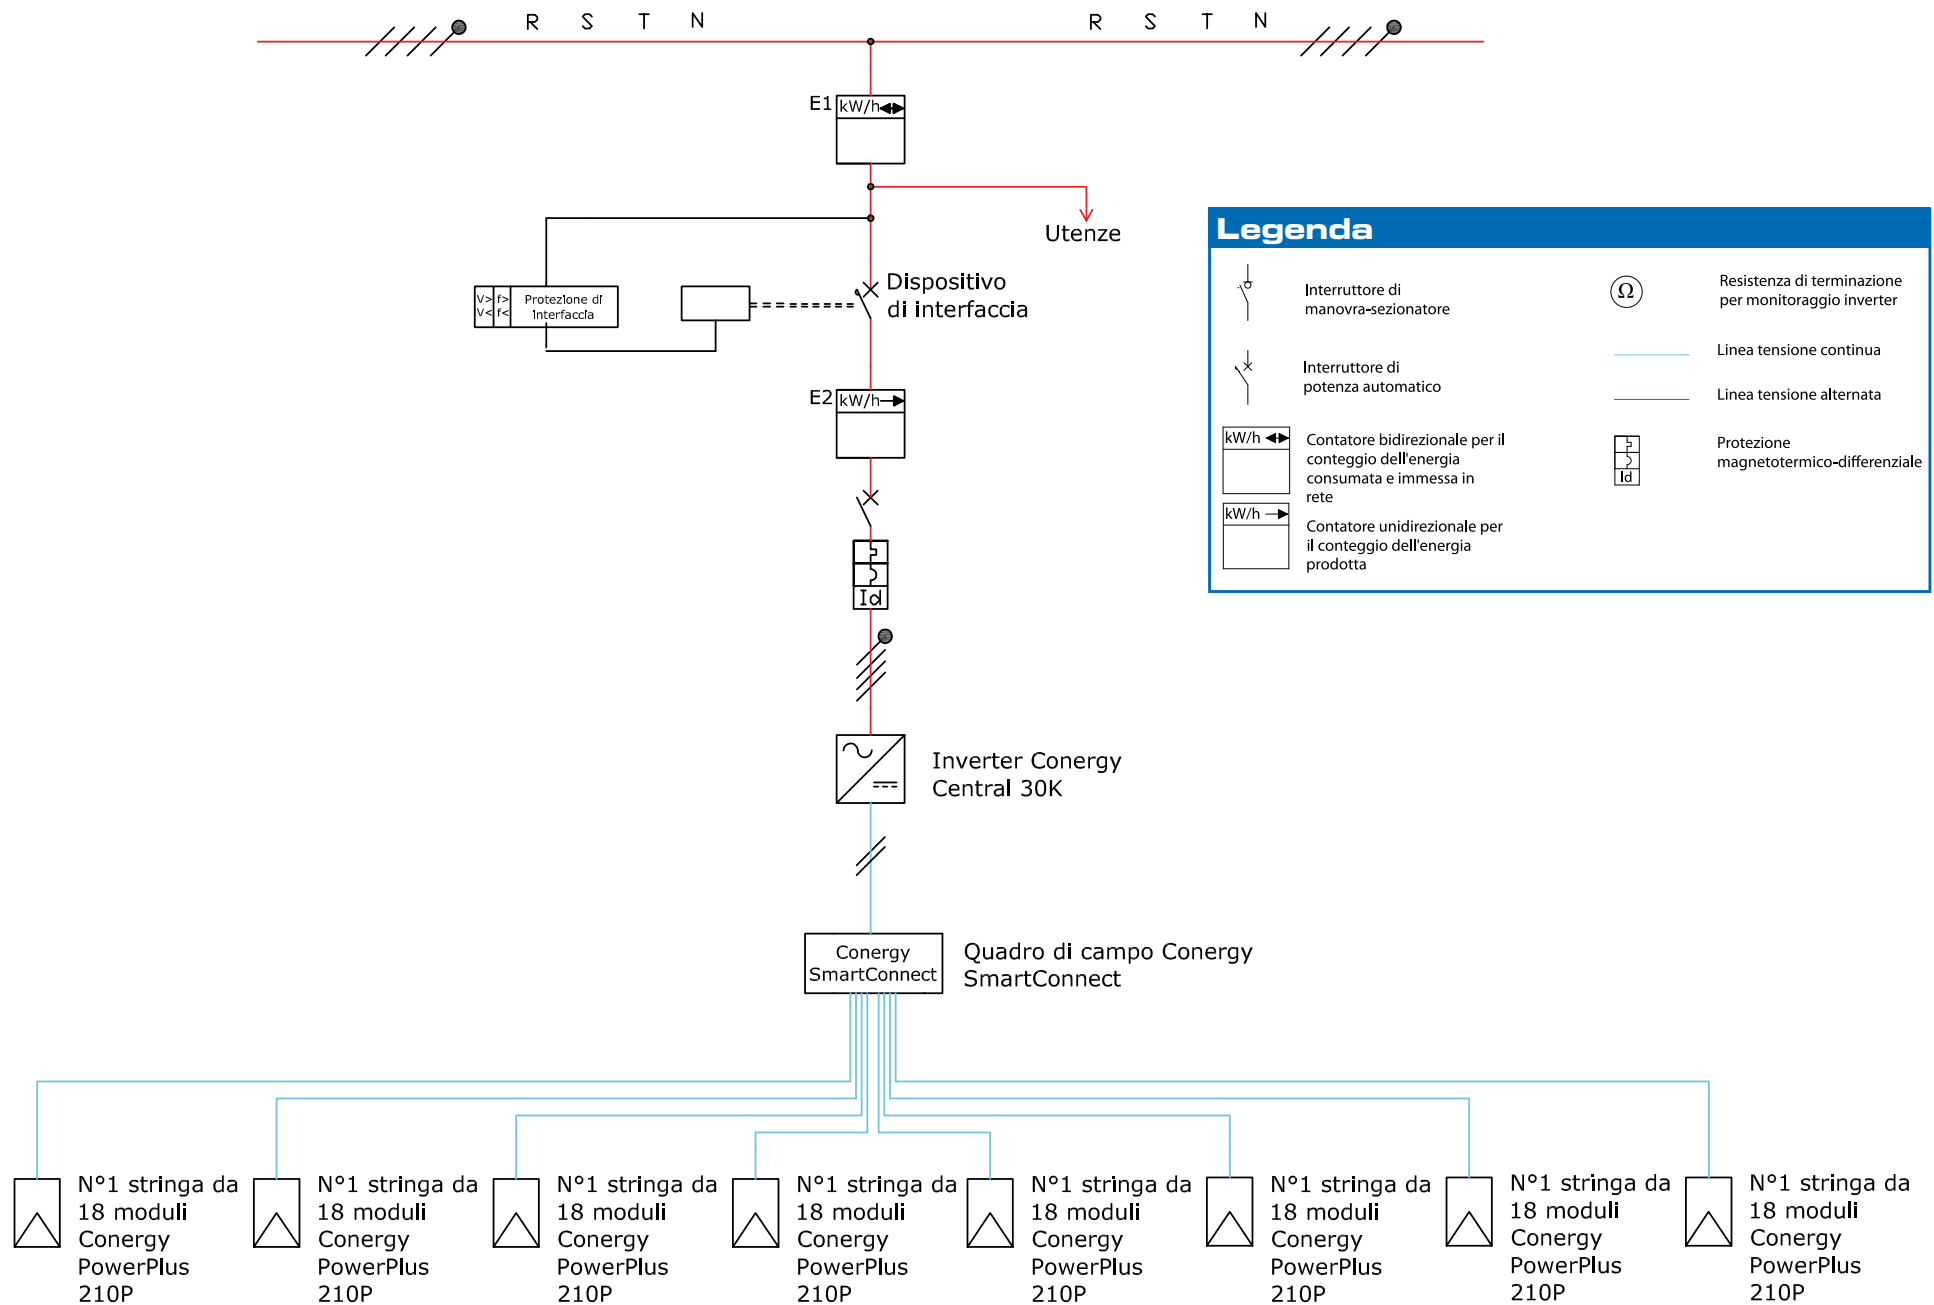 R S T N
R S T N
E1
kW/h
Utenze
Dispositivo
di interfaccia
V> f>
V< f<
Protezione di
interfaccia
E2
kW/h
Id
Inverter Conergy
Central 30K
Conergy
SmartConnect
Quadro di campo Conergy
SmartConnect
Legenda
Interruttore di
manovra-sezionatore
Interruttore di
potenza automatico
kW/h
Contatore bidirezionale per il
conteggio dell'energia
consumata e immessa in
rete
kW/h
Contatore unidirezionale per
il conteggio dell'energia
prodotta
Ω
Resistenza di terminazione
per monitoraggio inverter
Linea tensione continua
Linea tensione alternata
Id
Protezione
magnetotermico-differenziale
N°1 stringa da
18 moduli
Conergy
PowerPlus
210P
N°1 stringa da
18 moduli
Conergy
PowerPlus
210P
N°1 stringa da
18 moduli
Conergy
PowerPlus
210P
N°1 stringa da
18 moduli
Conergy
PowerPlus
210P
N°1 stringa da
18 moduli
Conergy
PowerPlus
210P
N°1 stringa da
18 moduli
Conergy
PowerPlus
210P
N°1 stringa da
18 moduli
Conergy
PowerPlus
210P
N°1 stringa da
18 moduli
Conergy
PowerPlus
210P